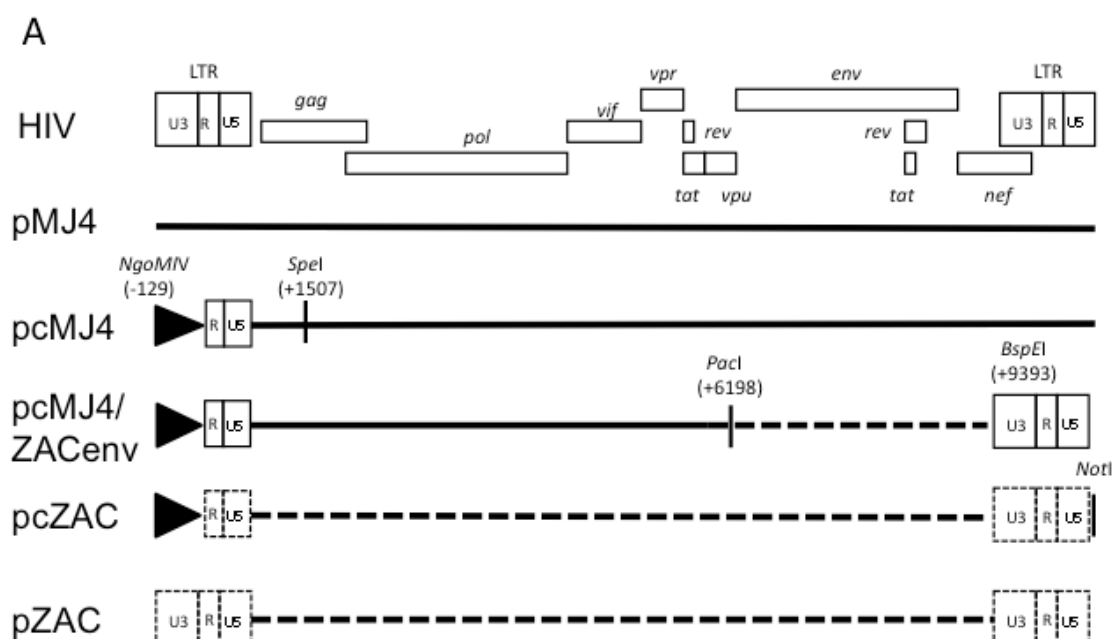 A
LTR vpr env LTR
gag
HIV U3 R U5 vif rev rev U3 R U5
pol
tat vpu tat nef
pMJ4
NgoMIV SpeI
(-129) (+1507)
pcMJ4 R U5
PacI BspEI
(+6198) (+9393)
pcMJ4/
ZACenv R U5 U3 R U5
NotI
pcZAC R U5 U3 R U5
pZAC U3 R U5 U3 R U5